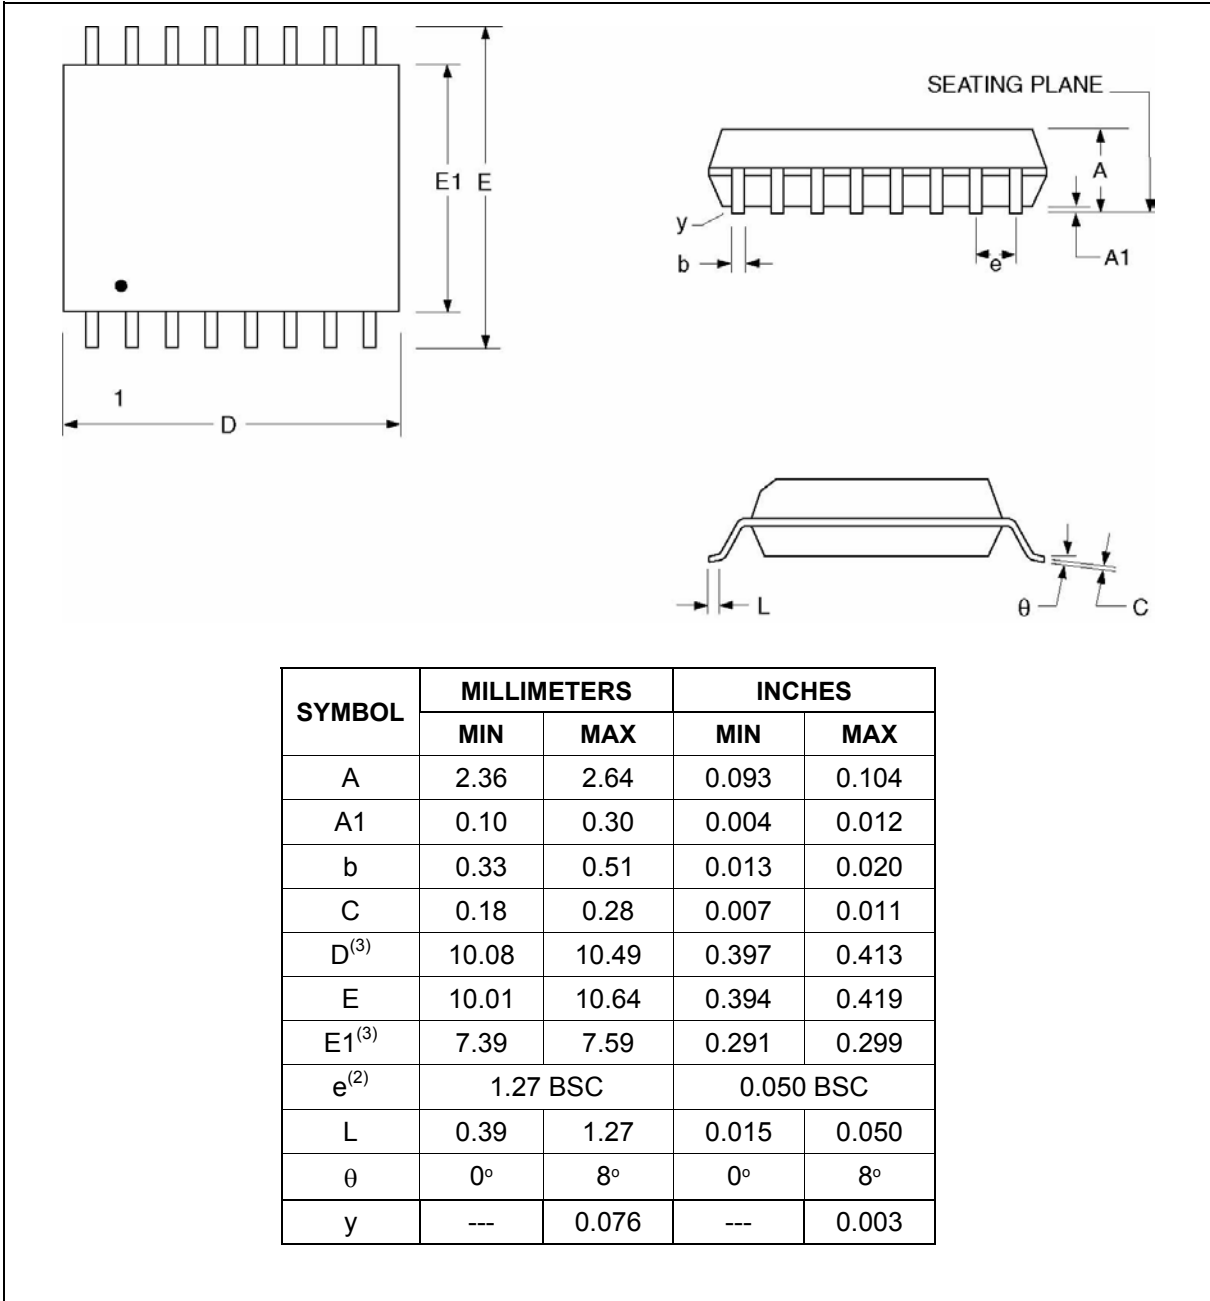 E1 E
1
D
SEATING PLANE
A
y
b
e
A1
L
θ
C
SYMBOL MILLIMETERS INCHES
MIN MAX MIN MAX
A 2.36 2.64 0.093 0.104
A1 0.10 0.30 0.004 0.012
b 0.33 0.51 0.013 0.020
C 0.18 0.28 0.007 0.011
D(3) 10.08 10.49 0.397 0.413
E 10.01 10.64 0.394 0.419
E1(3) 7.39 7.59 0.291 0.299
e(2) 1.27 BSC 0.050 BSC
L 0.39 1.27 0.015 0.050
θ 0° 8° 0° 8°
y --- 0.076 --- 0.003